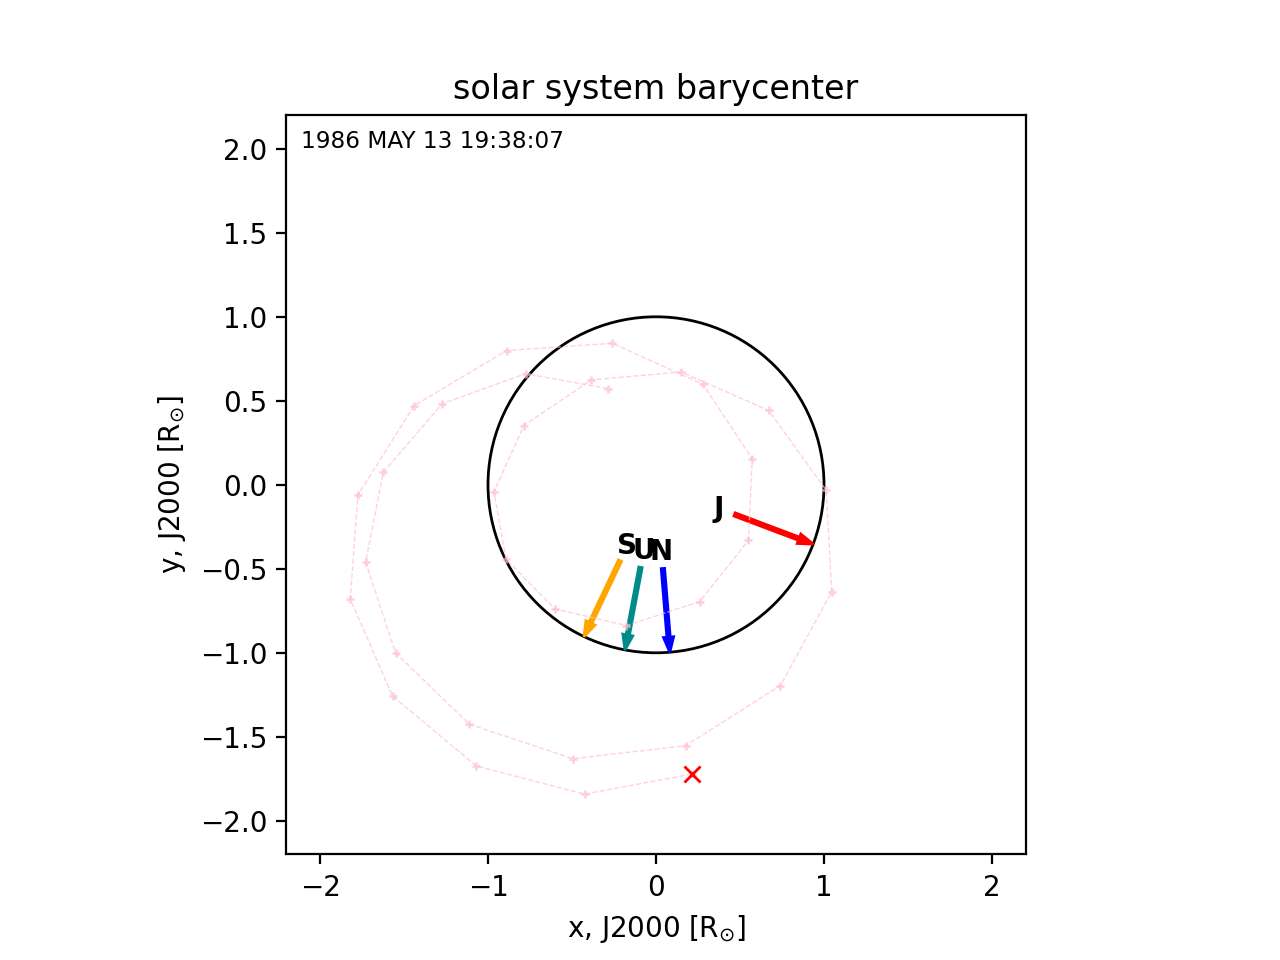 solar system barycenter
1986 MAY 13 19:38:07
2.0
1.5
1.0
0.5
0.0
−0.5
−1.0
−1.5
−2.0
y, J2000 [R☉]
J
S
U
N
−2
−1
0
1
2
x, J2000 [R☉]